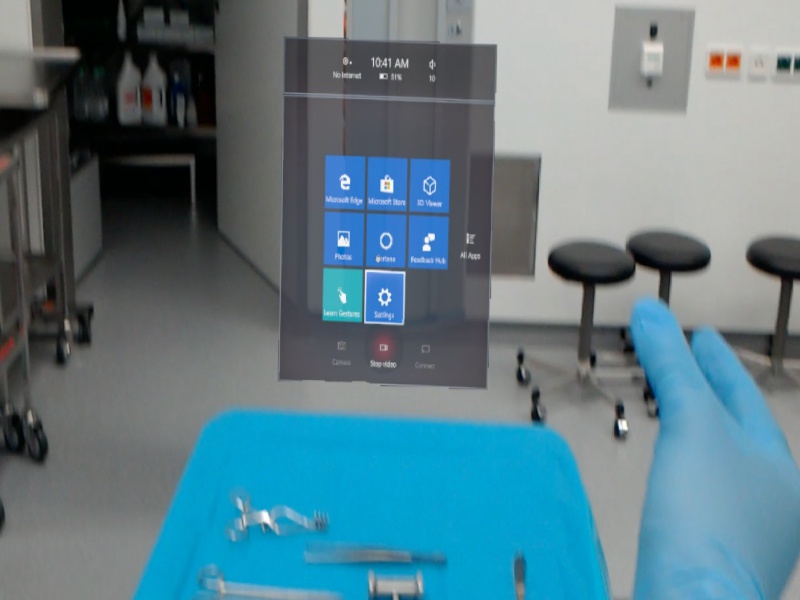 10:41 AM
No Internet 51% 10
Microsoft Edge Microsoft Store 3D Viewer
Photos Cortana Feedback Hub All Apps
Learn Gestures Settings
Camera Stop video Connect